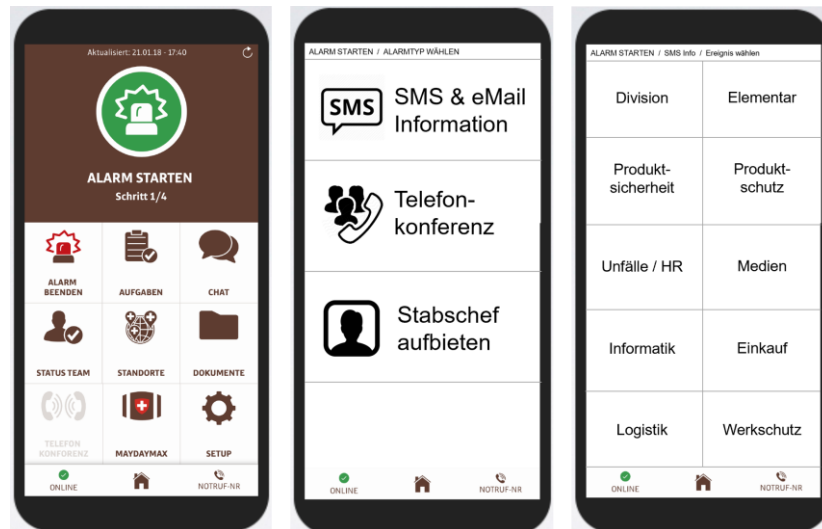 Aktualisiert: 21.01.18 - 17:40
ALARM STARTEN
Schritt 1/4
ALARM
BEENDEN
AUFGABEN
CHAT
STATUS TEAM
STANDORTE
DOKUMENTE
TELEFON
KONFERENZ
MAYDAYMAX
SETUP
ONLINE
NOTRUF-NR
ALARM STARTEN / ALARMTYP WÄHLEN
SMS
SMS & eMail
Information
Telefon-
konferenz
Stabschef
aufbieten
ONLINE
NOTRUF-NR
ALARM STARTEN / SMS Info / Ereignis wählen
Division
Elementar
Produkt-
sicherheit
Produkt-
schutz
Unfälle / HR
Medien
Informatik
Einkauf
Logistik
Werkschutz
ONLINE
NOTRUF-NR